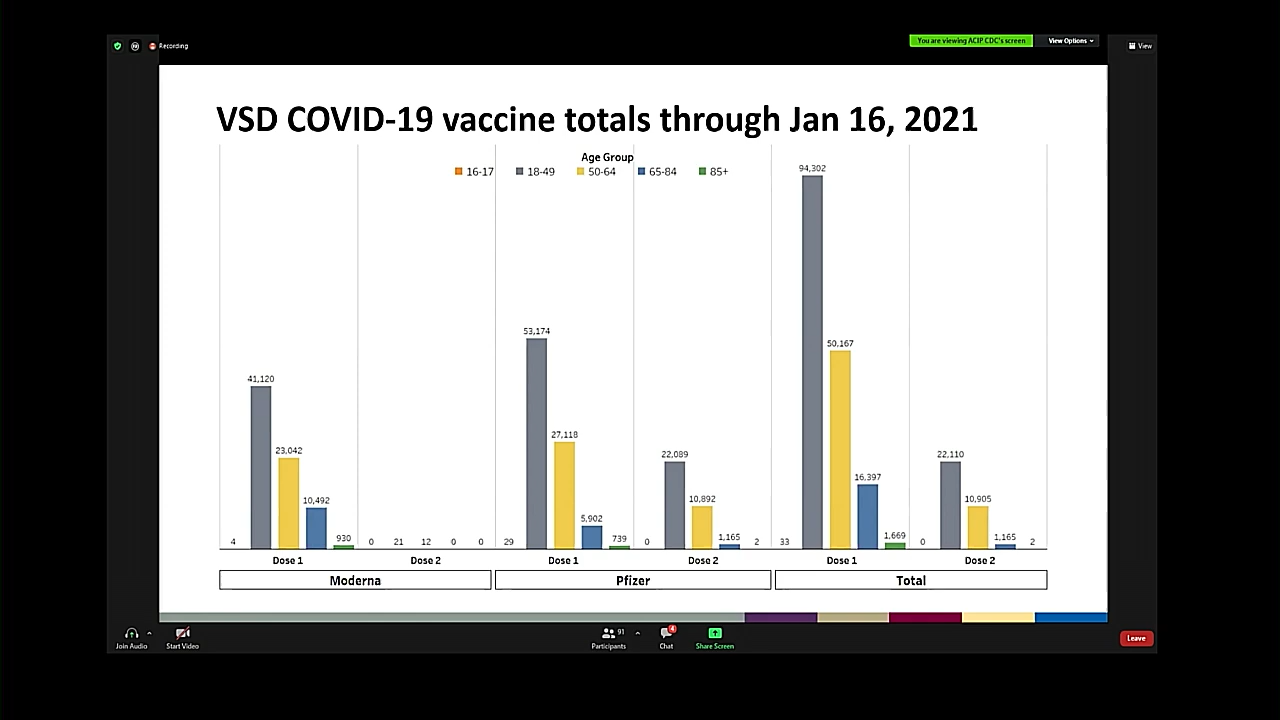 Recording
You are viewing ACIP CDC's screen
View Options
View
VSD COVID-19 vaccine totals through Jan 16, 2021
Age Group
16-17 18-49 50-64 65-84 85+
94,302
53,174
50,167
41,120
27,118
23,042
22,089
22,110
16,397
10,492
10,892
10,905
5,902
4 930 0 21 12 0 0 29 739 0 1,165 2 33 1,669 0 1,165 2
Dose 1 Dose 2 Dose 1 Dose 2 Dose 1 Dose 2
Moderna Pfizer Total
91
4
Join Audio Start Video Participants Chat Share Screen
Leave